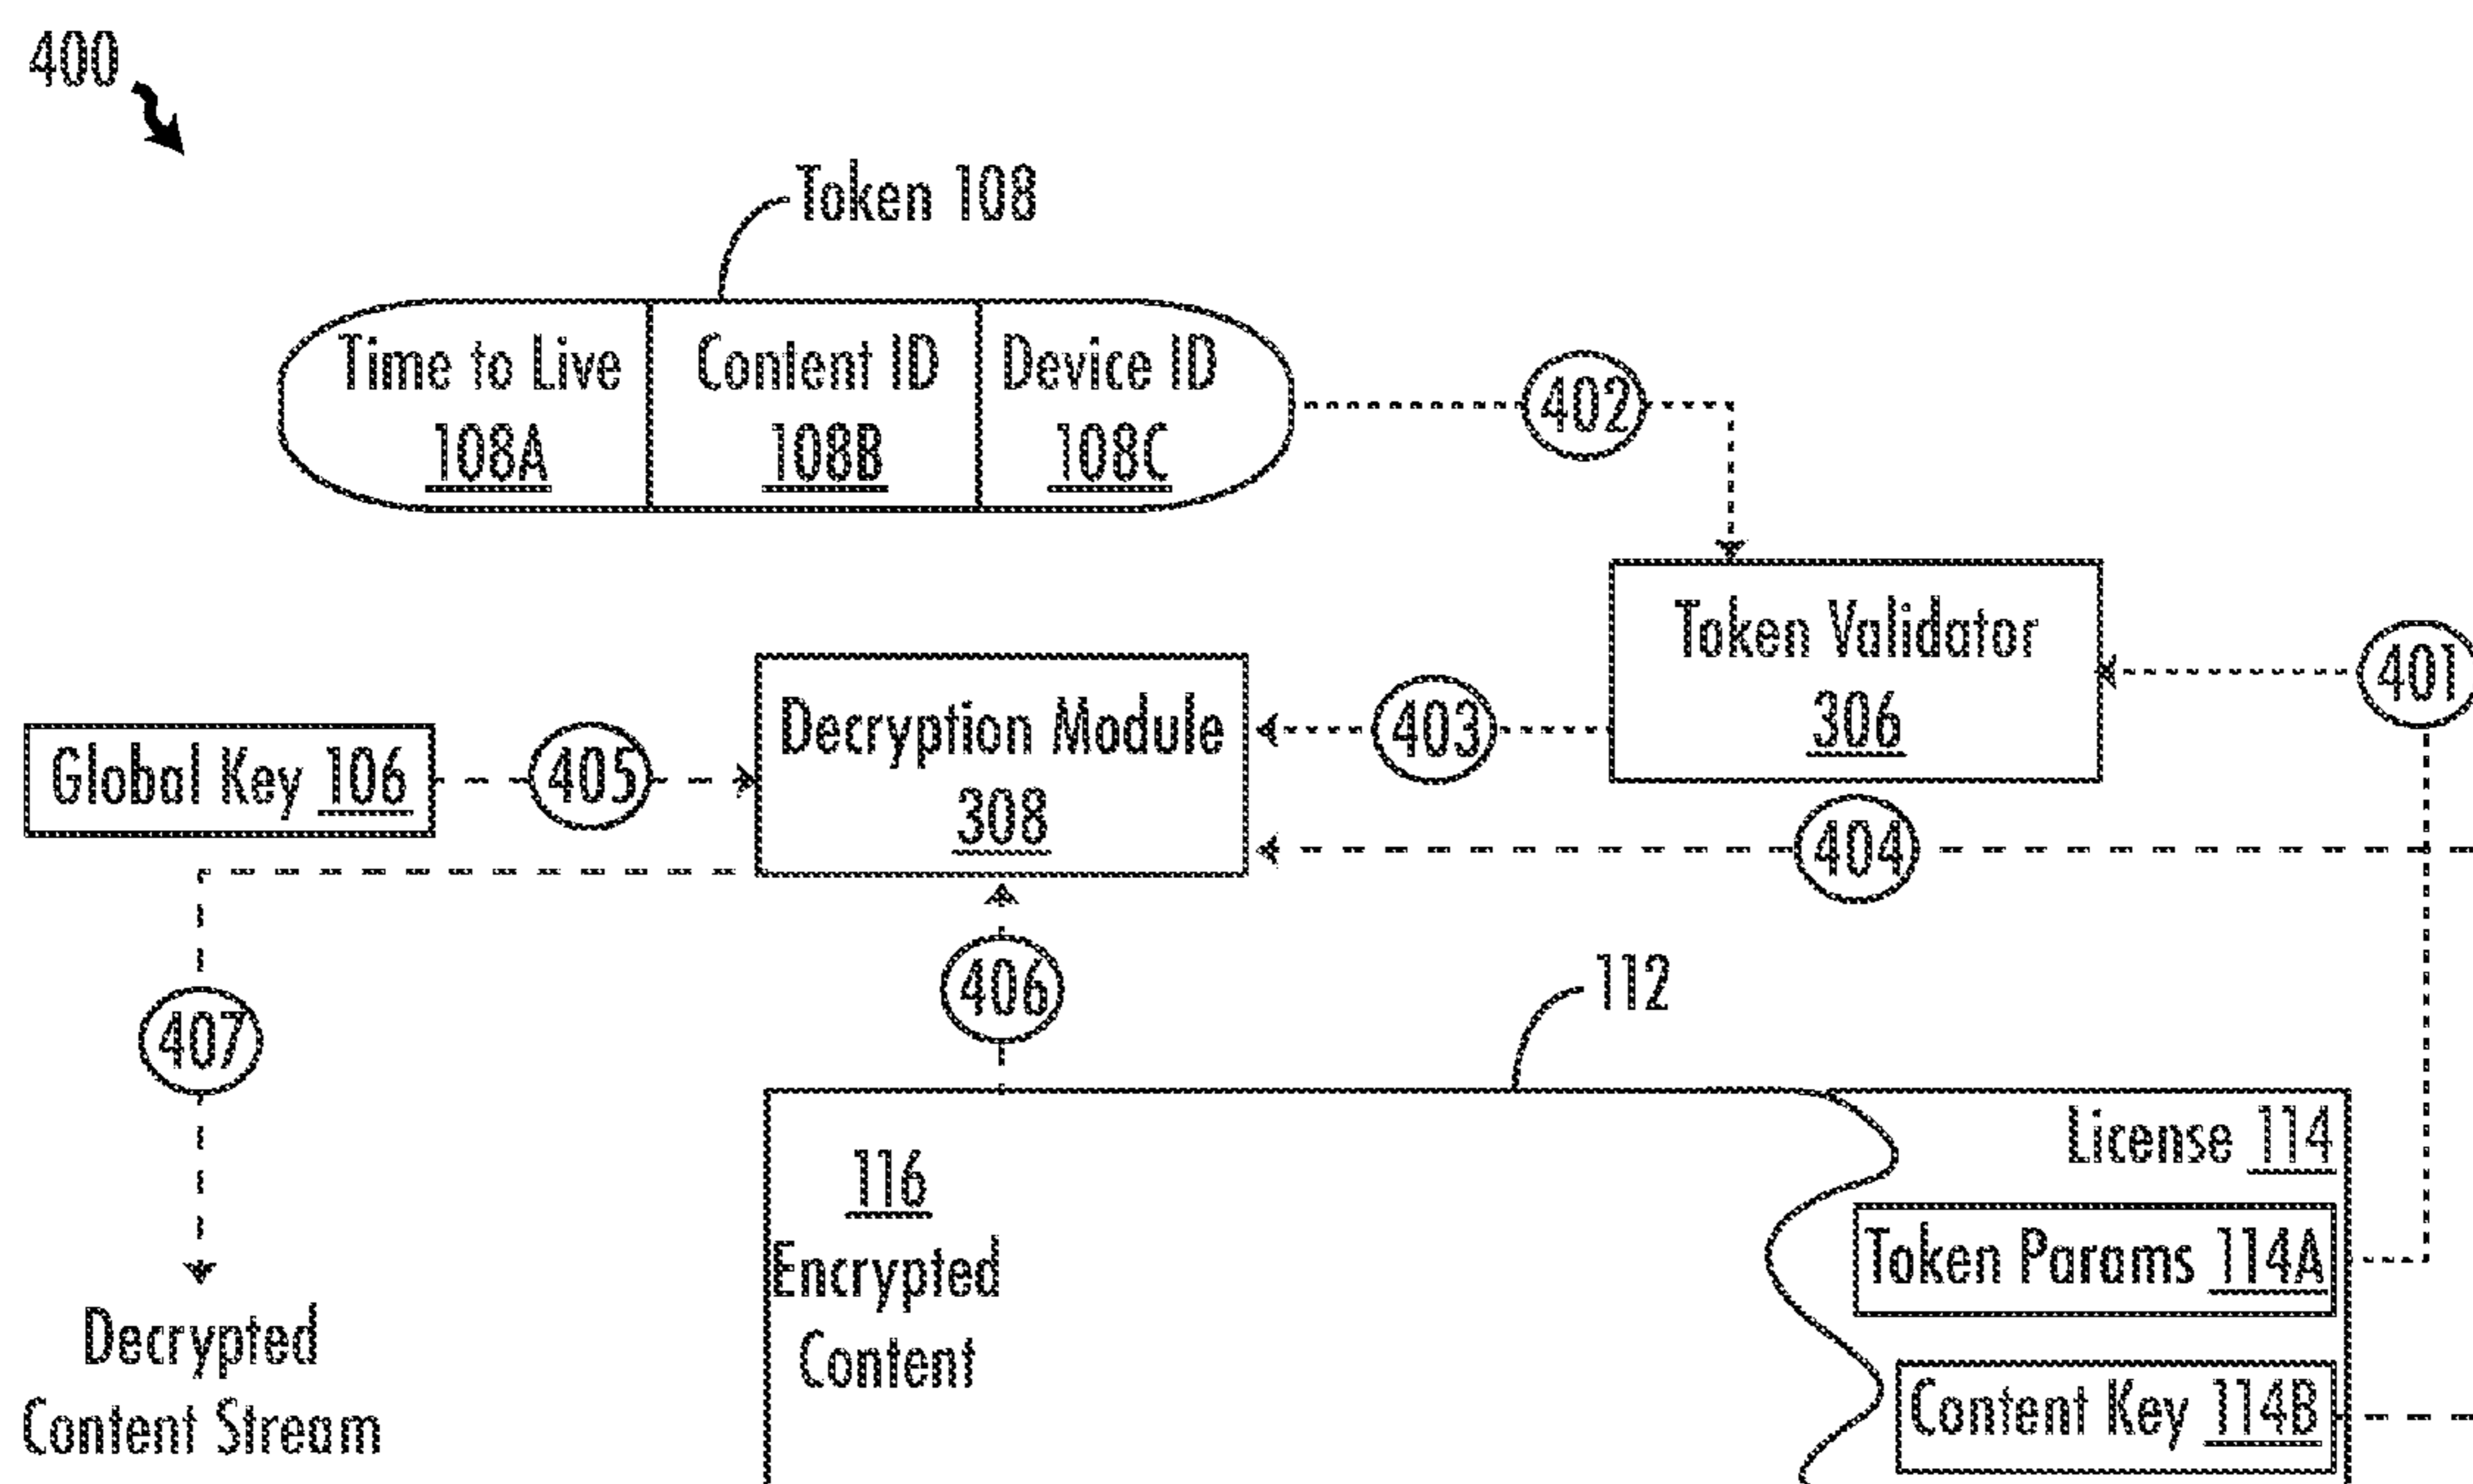 400
Token 108
Time to Live
108A
Content ID
108B
Device ID
108C
402
Token Validator
306
401
Decryption Module
308
403
Global Key 106
405
404
406
407
112
License 114
116
Encrypted
Content
Token Params 114A
Content Key 114B
Decrypted
Content Stream